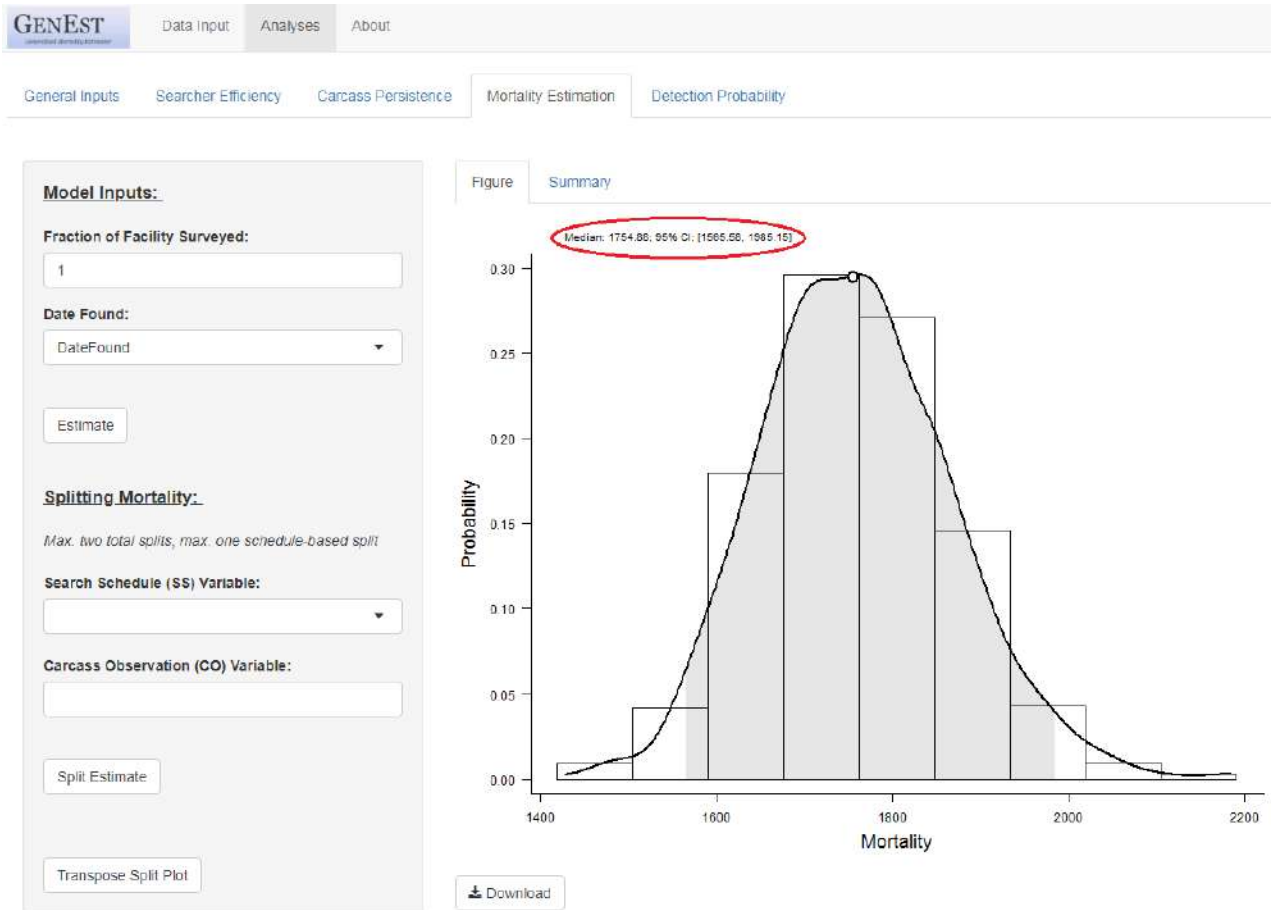 GENEST
Data Input
Analyses
About
General Inputs
Searcher Efficiency
Carcass Persistence
Mortality Estimation
Detection Probability
Model Inputs:
Fraction of Facility Surveyed:
1
Date Found:
DateFound
Estimate
Splitting Mortality:
Max. two total splits, max. one schedule-based split
Search Schedule (SS) Variable:
Carcass Observation (CO) Variable:
Split Estimate
Transpose Split Plot
Figure
Summary
Median: 1754.88; 95% CI: [1565.58, 1985.15]
0.30
0.25
0.20
0.15
0.10
0.05
0.00
Probability
1400
1600
1800
2000
2200
Mortality
Download